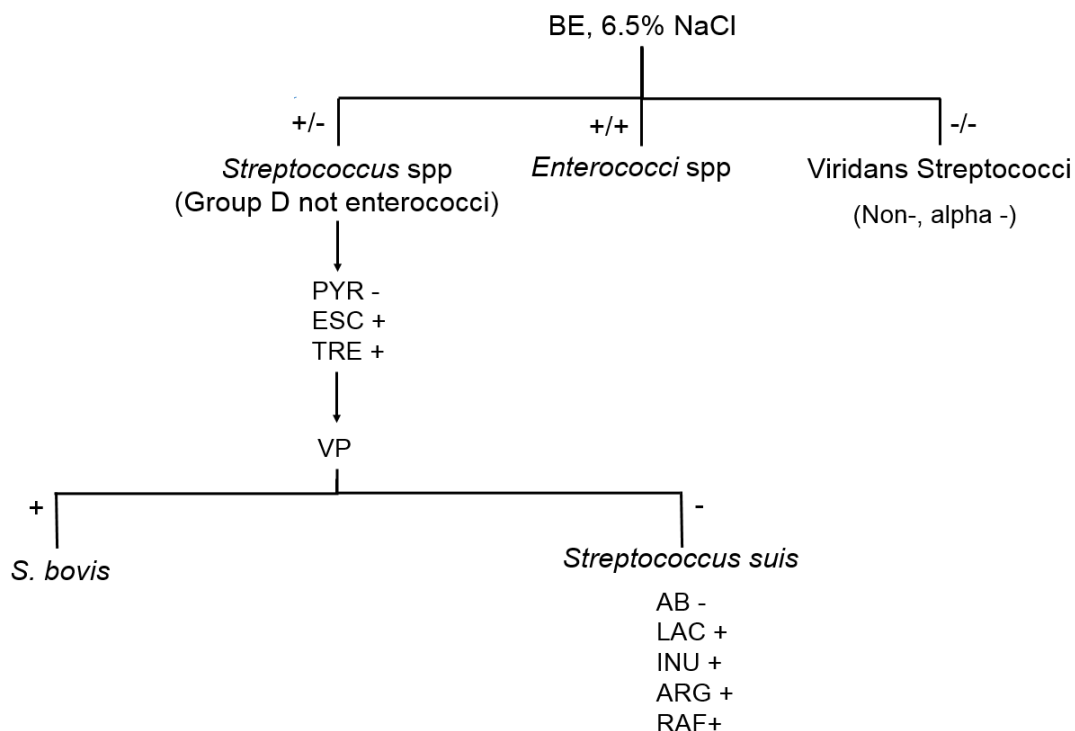 BE, 6.5% NaCl
+/-
+/+
-/-
Streptococcus spp
(Group D not enterococci)
Enterococci spp
Viridans Streptococci
(Non-, alpha -)
PYR -
ESC +
TRE +
VP
+
-
S. bovis
Streptococcus suis
AB -
LAC +
INU +
ARG +
RAF+